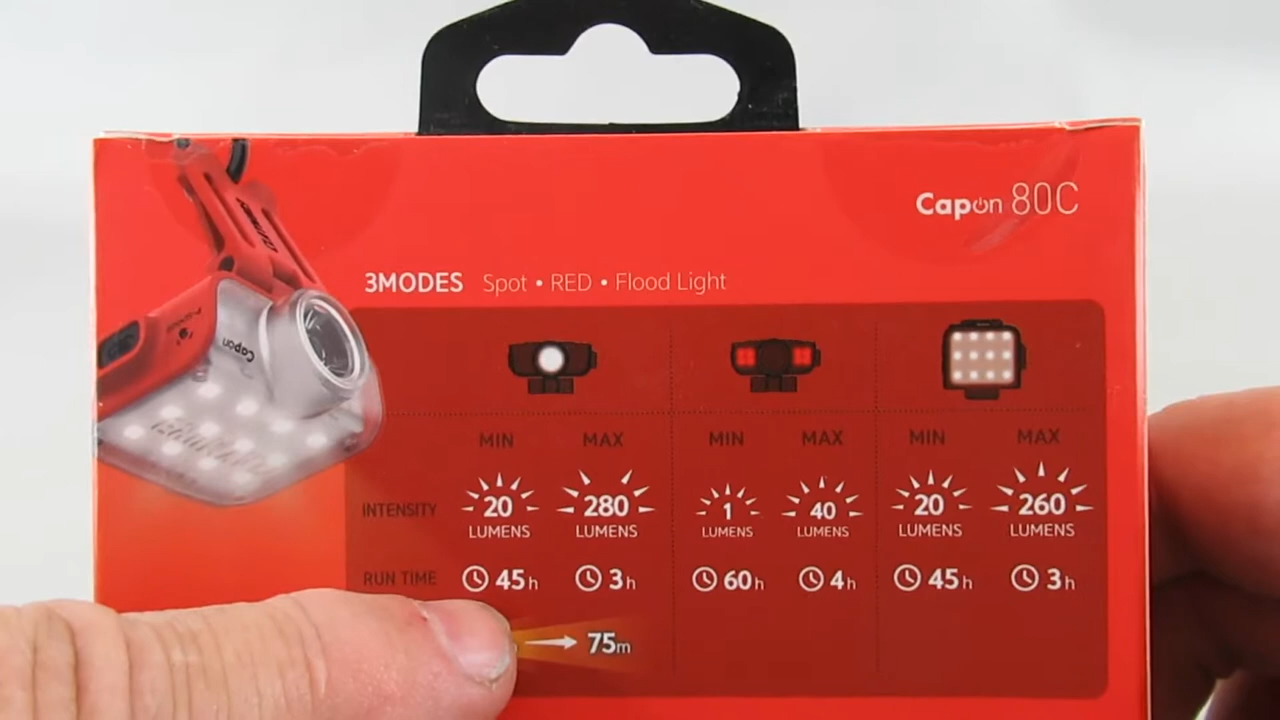 Capon 80C
3MODES Spot • RED • Flood Light
Capon
MIN MAX MIN MAX MIN MAX
INTENSITY 20 LUMENS 280 LUMENS 1 LUMENS 40 LUMENS 20 LUMENS 260 LUMENS
RUN TIME 45h 3h 60h 4h 45h 3h
75m